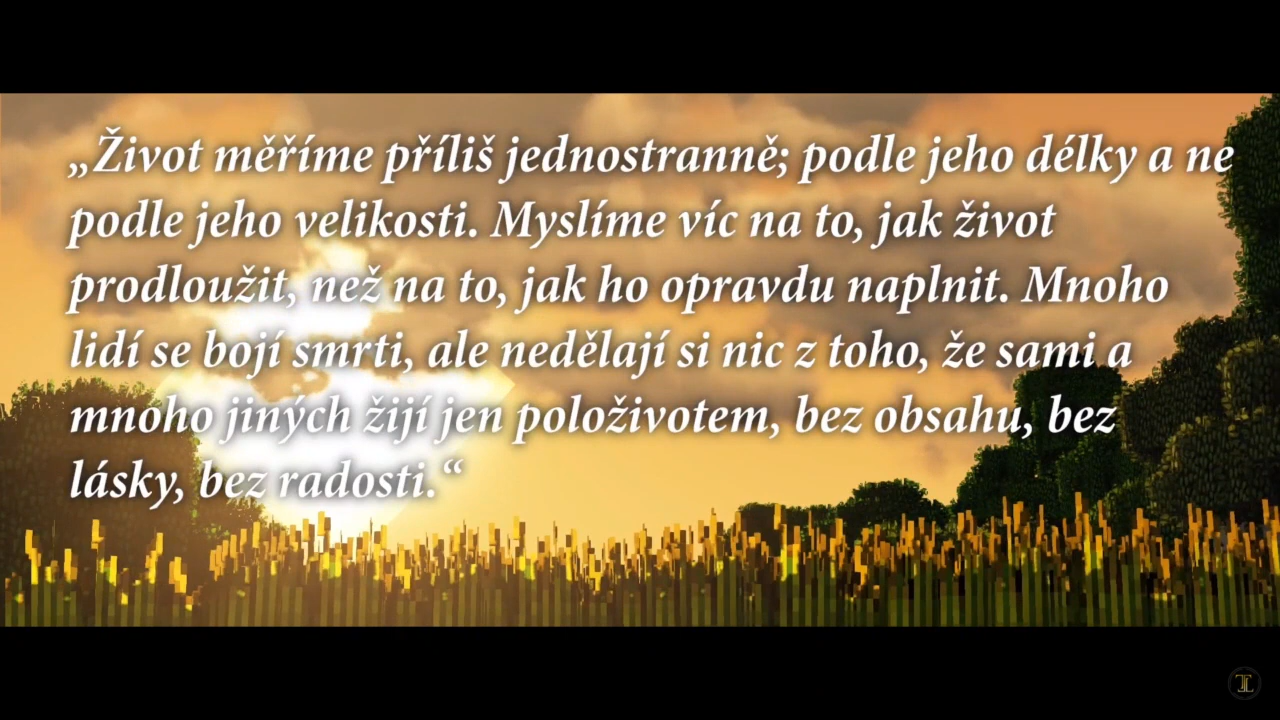 „Život měříme příliš jednostranně; podle jeho délky a ne
podle jeho velikosti. Myslíme víc na to, jak život
prodloužit, než na to, jak ho opravdu naplnit. Mnoho
lidí se bojí smrti, ale nedělají si nic z toho, že sami a
mnoho jiných žijí jen položivotem, bez obsahu, bez
lásky, bez radosti.“